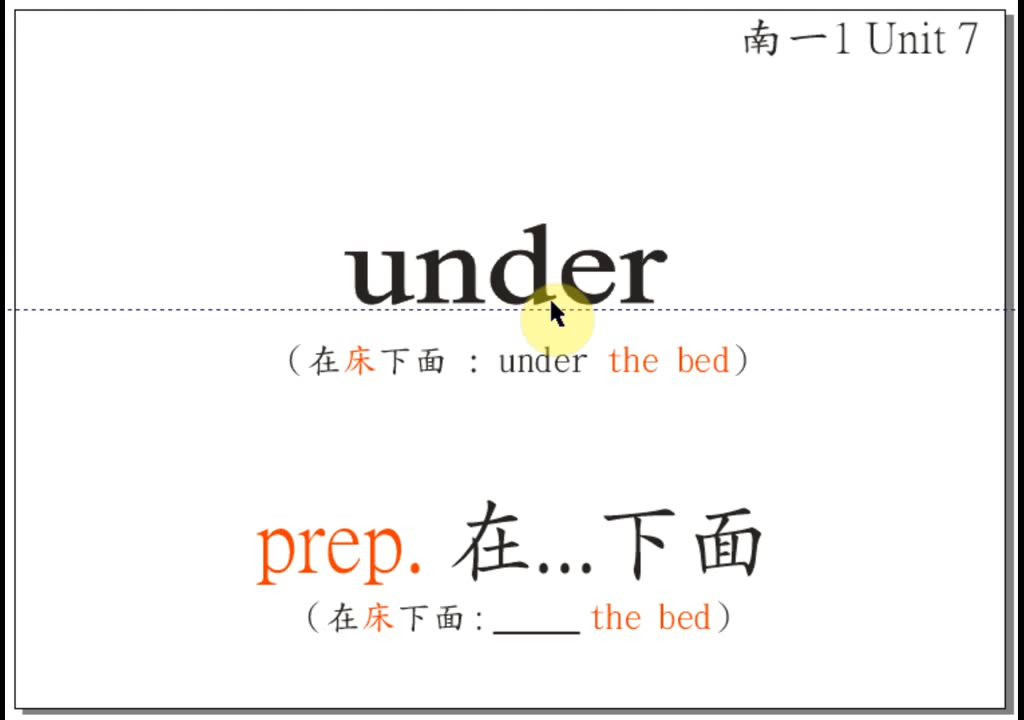 南一1 Unit 7
under
(在床下面 : under the bed)
prep. 在...下面
(在床下面:_____ the bed)